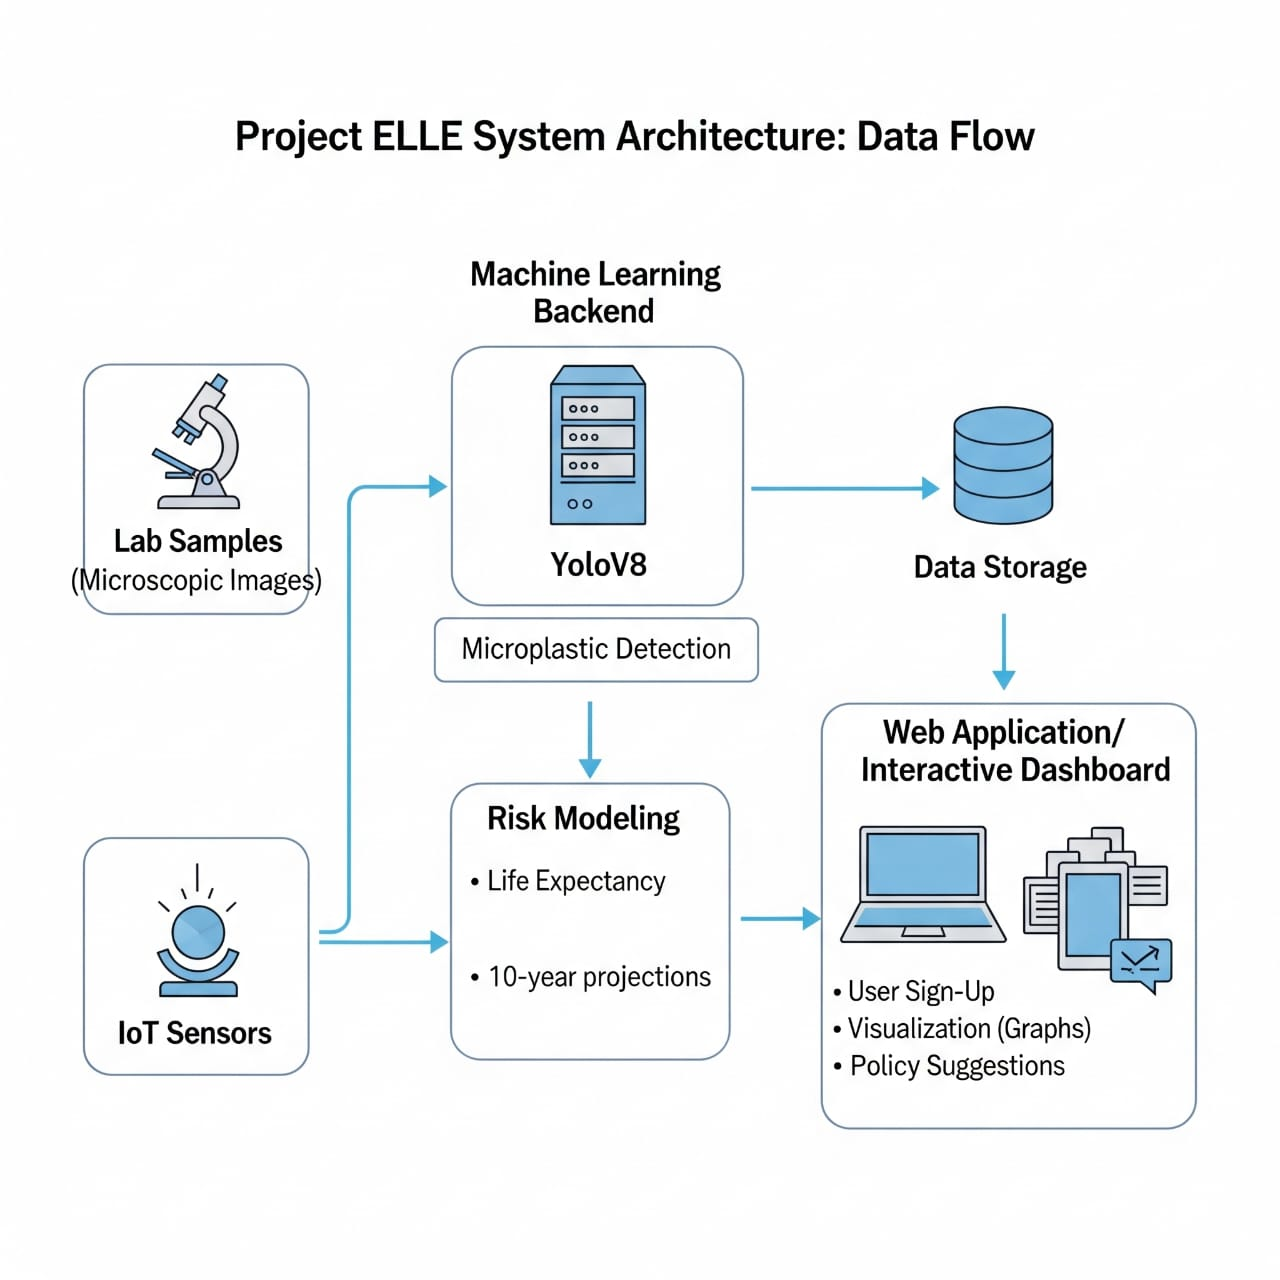 Project ELLE System Architecture: Data Flow
Machine Learning
Backend
Lab Samples
(Microscopic Images)
YoloV8
Microplastic Detection
Data Storage
IoT Sensors
Risk Modeling
• Life Expectancy
• 10-year projections
Web Application/
Interactive Dashboard
• User Sign-Up
• Visualization (Graphs)
• Policy Suggestions